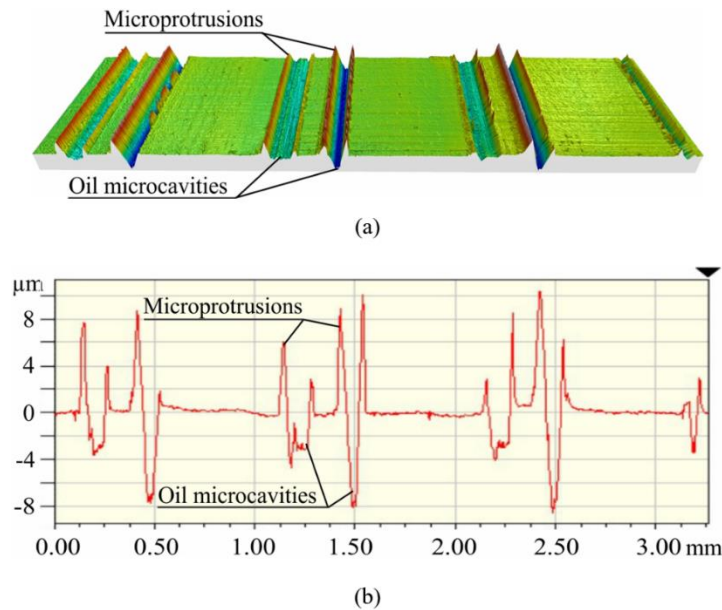 Microprotrusions
Oil microcavities
(a)
µm
Microprotrusions
8
4
0
-4
Oil microcavities
-8
0.00 0.50 1.00 1.50 2.00 2.50 3.00 mm
(b)